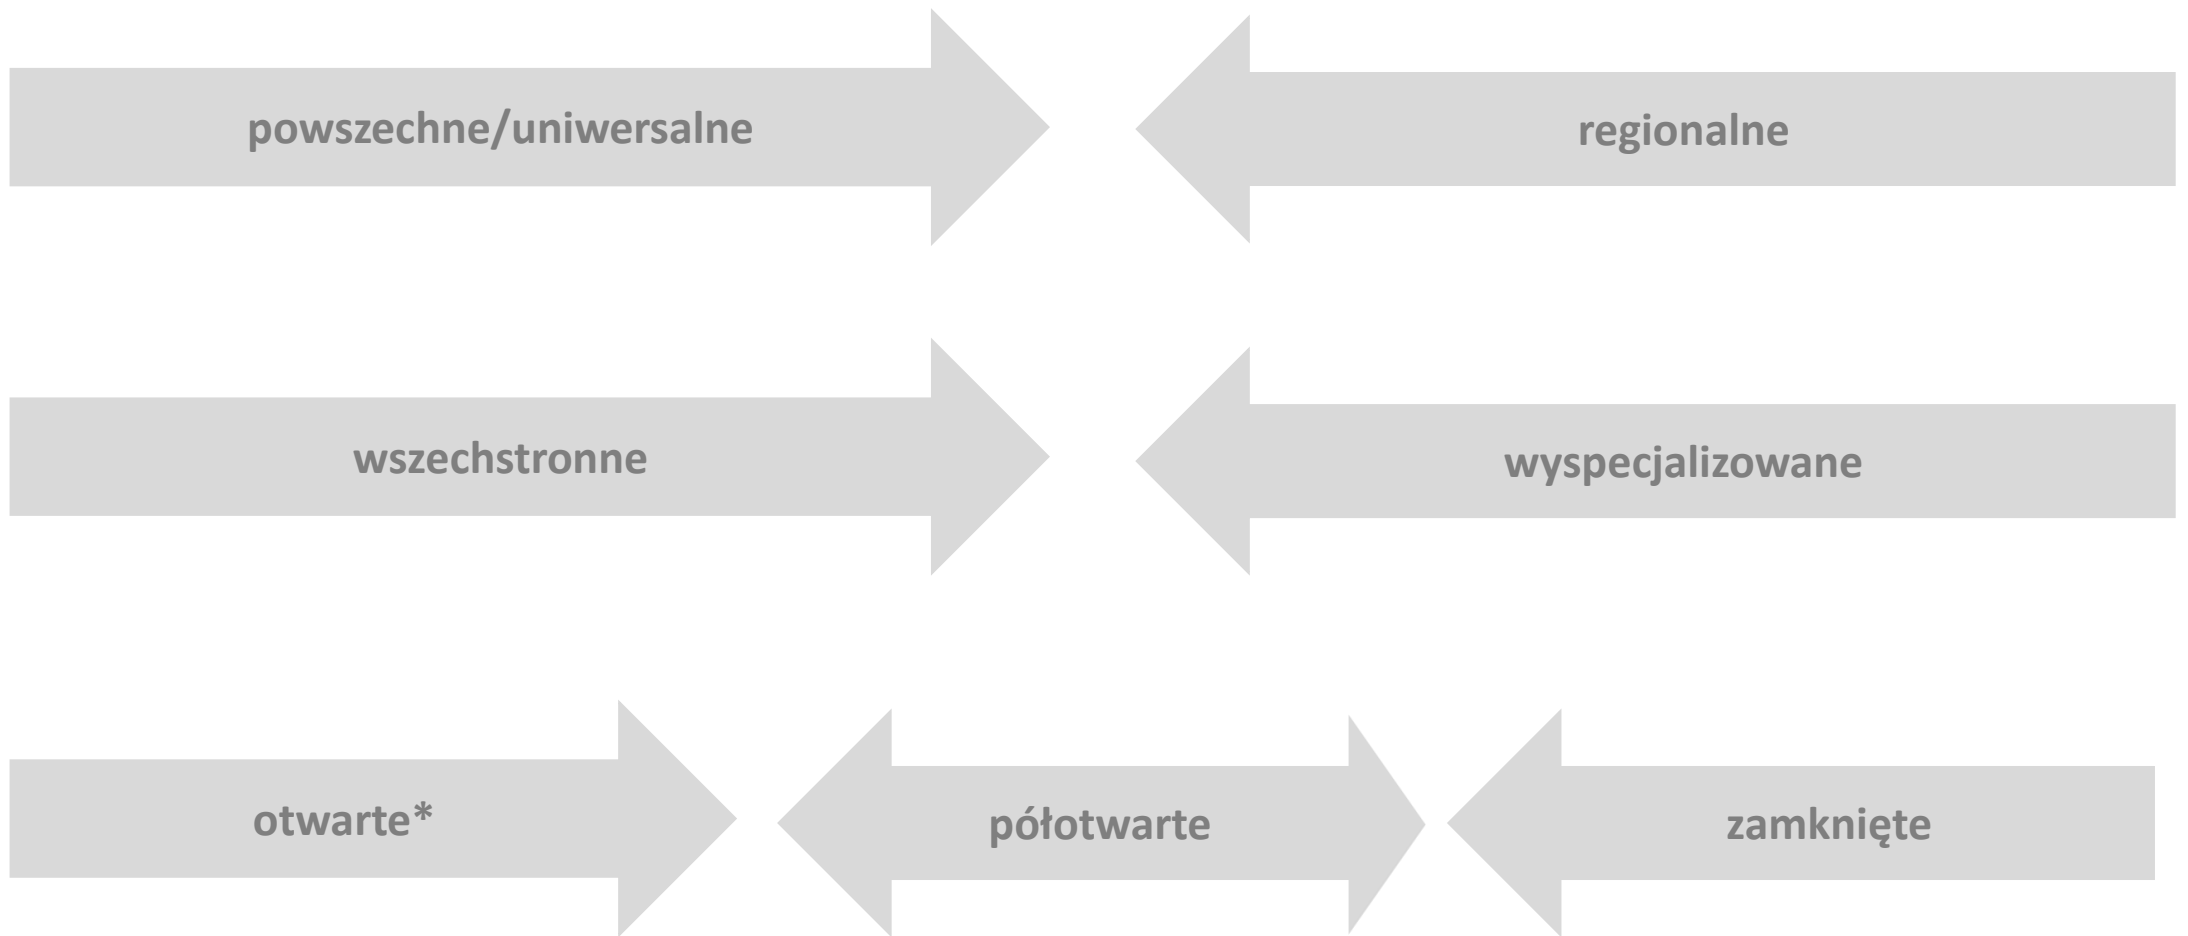 powszechne/uniwersalne
regionalne
wszechstronne
wyspecjalizowane
otwarte*
półotwarte
zamknięte